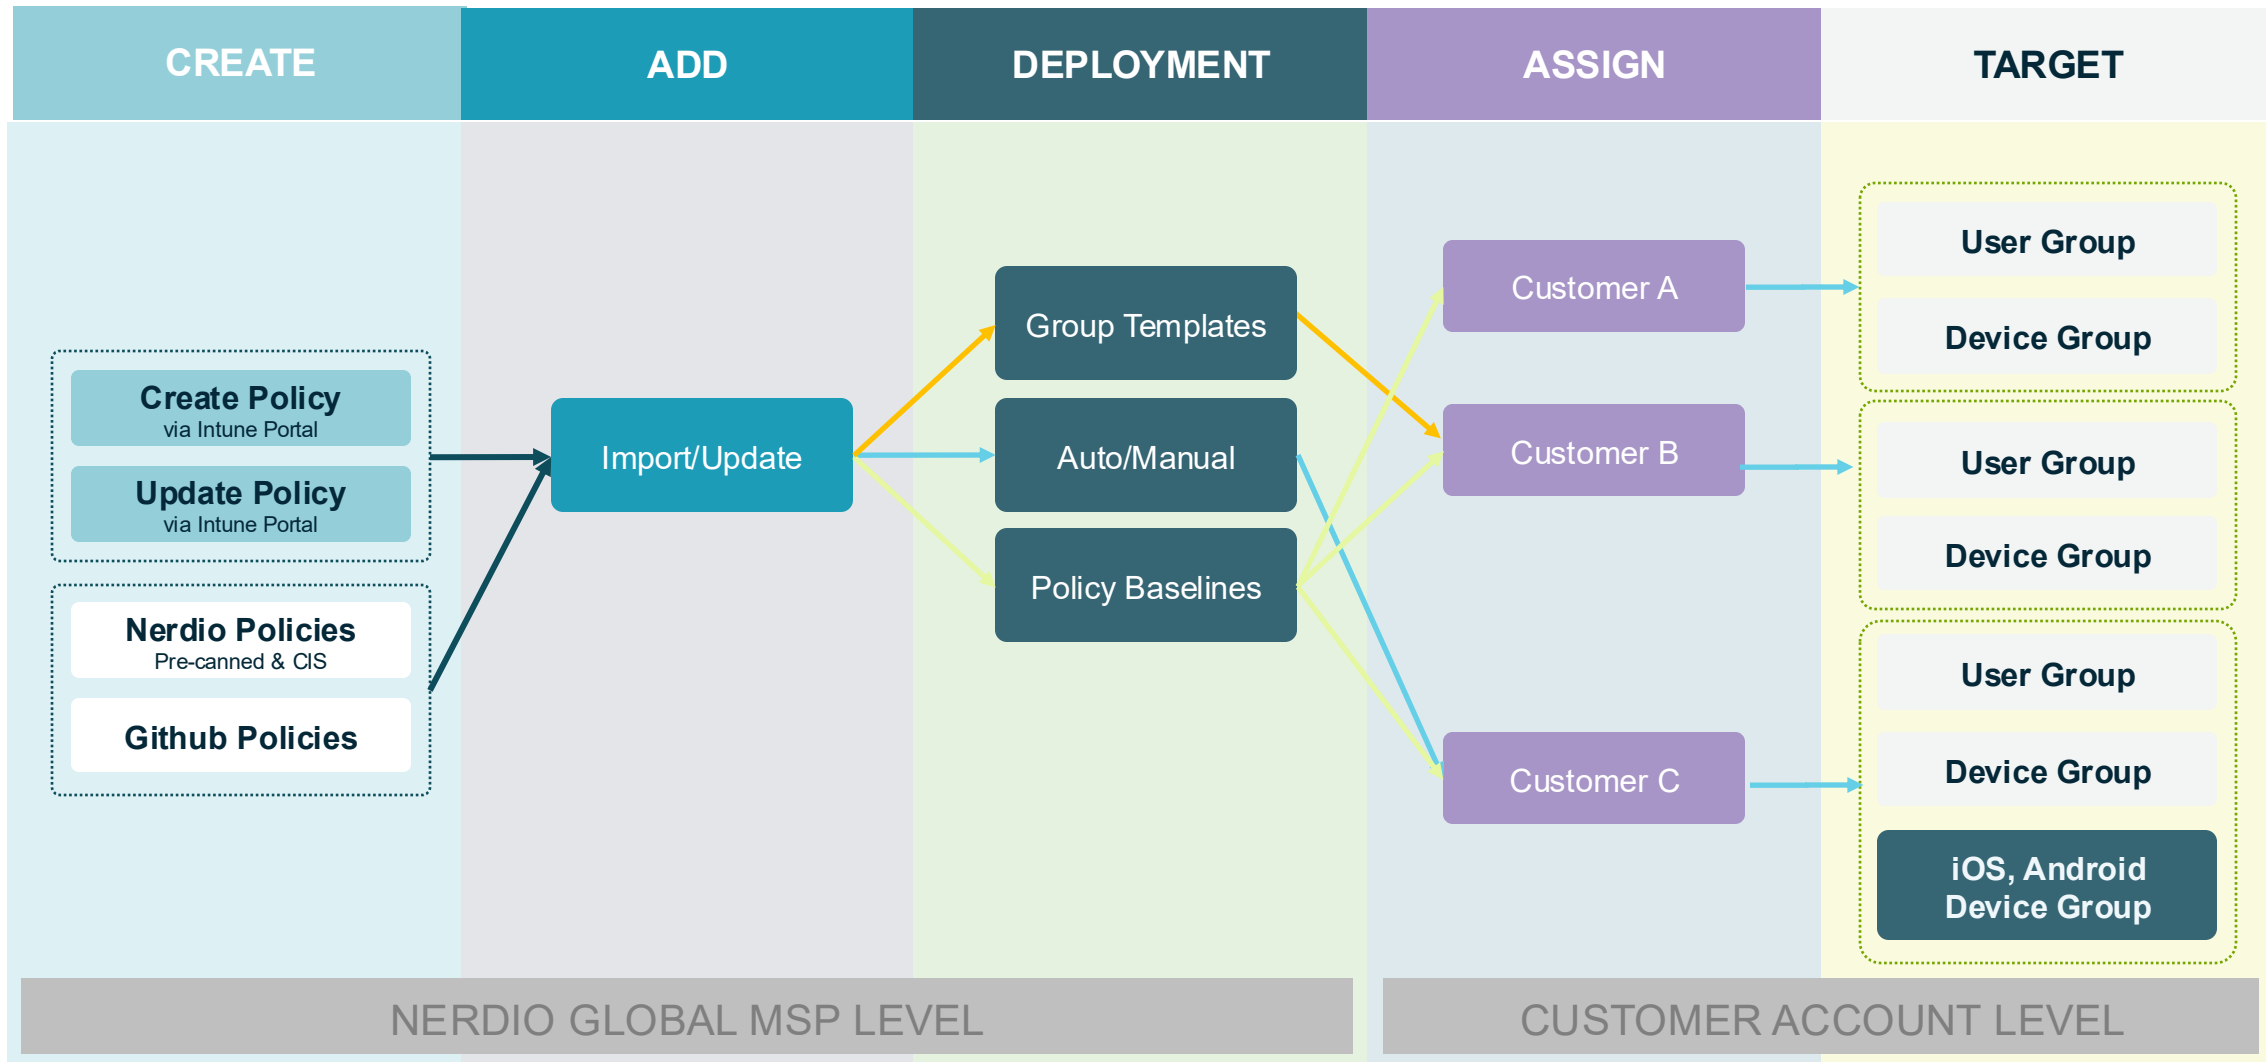 CREATE
ADD
DEPLOYMENT
ASSIGN
TARGET
Create Policy
via Intune Portal
Update Policy
via Intune Portal
Nerdio Policies
Pre-canned & CIS
Github Policies
Import/Update
Group Templates
Auto/Manual
Policy Baselines
Customer A
Customer B
Customer C
User Group
Device Group
User Group
Device Group
User Group
Device Group
iOS, Android
Device Group
NERDIO GLOBAL MSP LEVEL
CUSTOMER ACCOUNT LEVEL